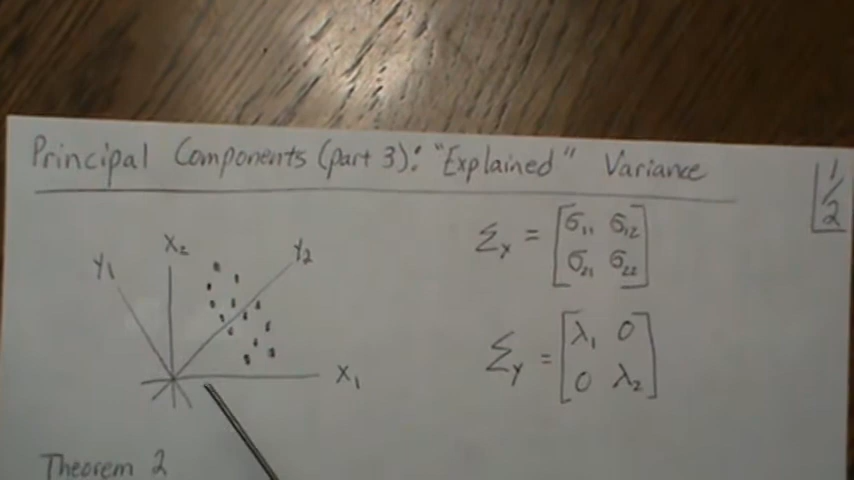 Principal Components (part 3): "Explained" Variance
1/2
X₂
Y₁
Y₂
X₁
Σₓ = [σ₁₁ σ₁₂
σ₂₁ σ₂₂]
Σᵧ = [λ₁ 0
0 λ₂]
Theorem 2